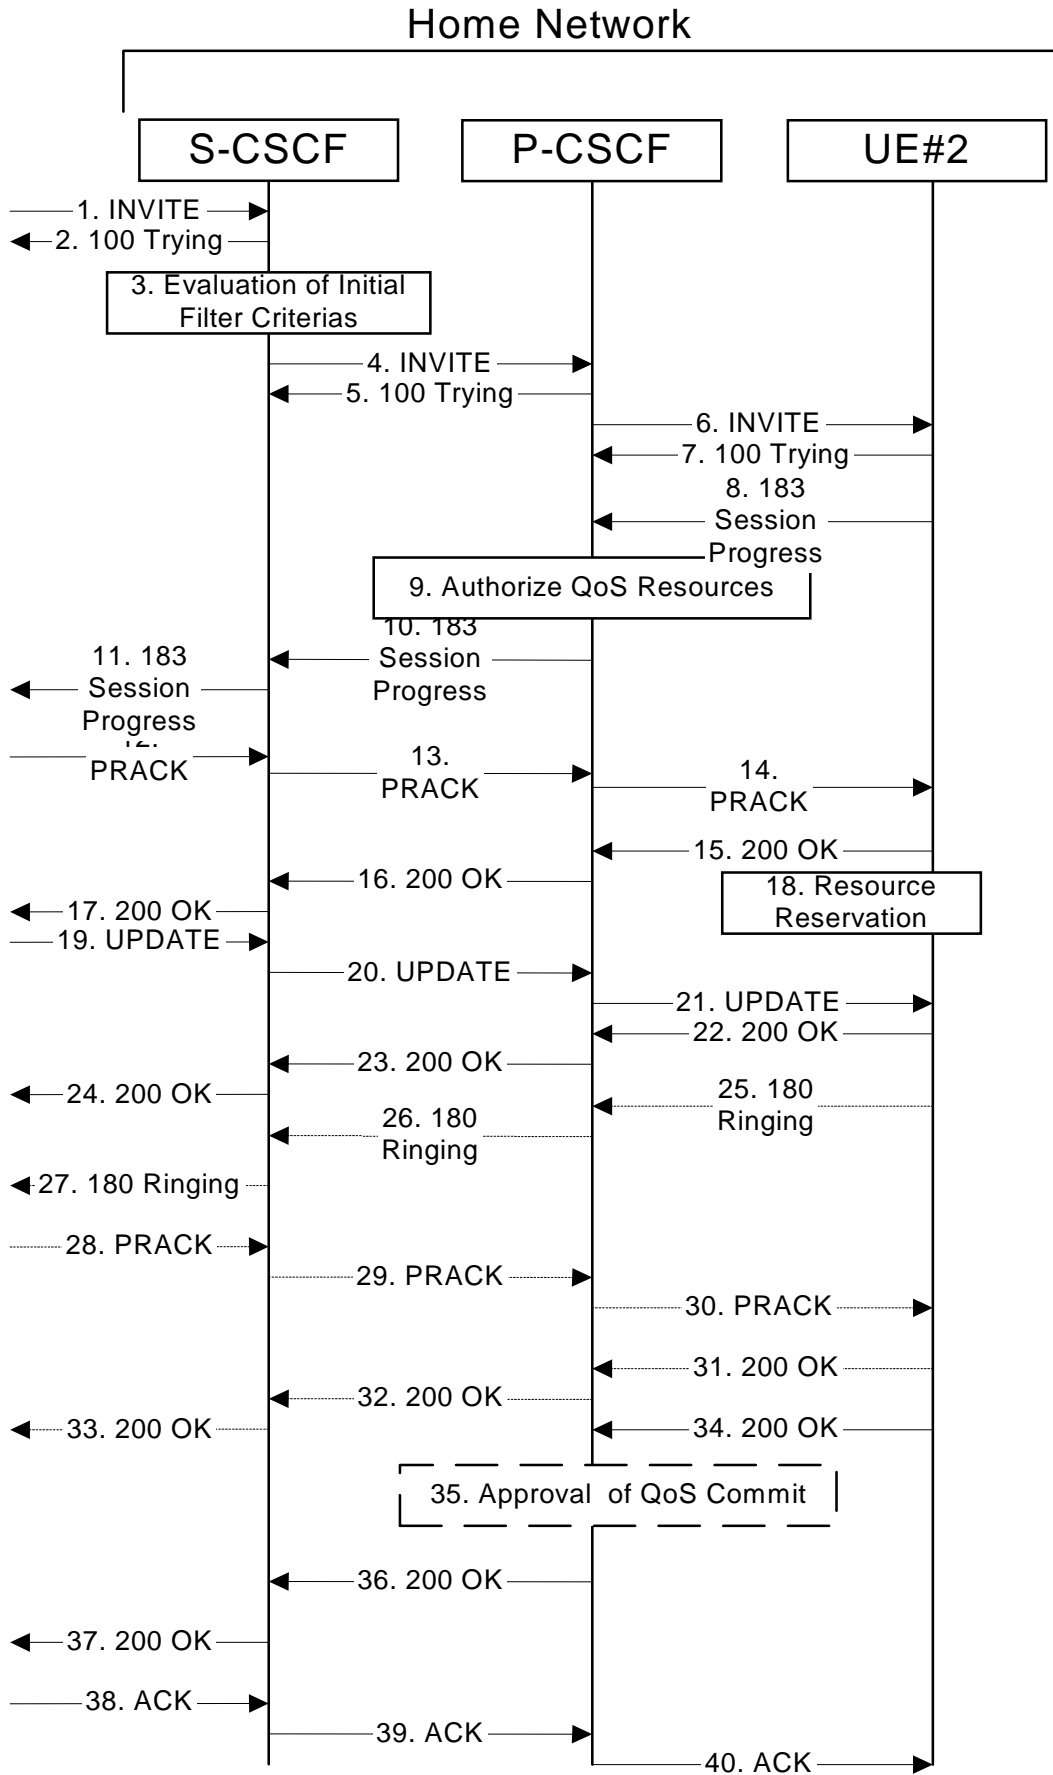 Home Network
S-CSCF
P-CSCF
UE#2
1. INVITE
2. 100 Trying
3. Evaluation of Initial
Filter Criterias
4. INVITE
5. 100 Trying
6. INVITE
7. 100 Trying
8. 183
Session
Progress
9. Authorize QoS Resources
10. 183
Session
Progress
11. 183
Session
Progress
12.
PRACK
13.
PRACK
14.
PRACK
15. 200 OK
16. 200 OK
17. 200 OK
18. Resource
Reservation
19. UPDATE
20. UPDATE
21. UPDATE
22. 200 OK
23. 200 OK
24. 200 OK
25. 180
Ringing
26. 180
Ringing
27. 180 Ringing
28. PRACK
29. PRACK
30. PRACK
31. 200 OK
32. 200 OK
33. 200 OK
34. 200 OK
35. Approval of QoS Commit
36. 200 OK
37. 200 OK
38. ACK
39. ACK
40. ACK